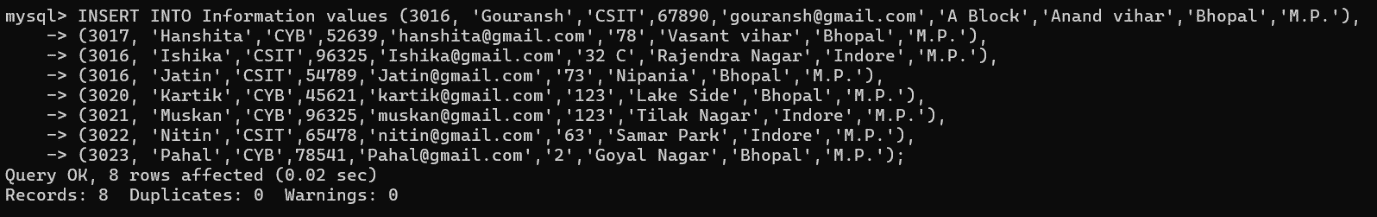 mysql> INSERT INTO Information values (3016, 'Gouransh','CSIT',67890,'gouransh@gmail.com','A Block','Anand vihar','Bhopal','M.P.'),
    -> (3017, 'Hanshita','CYB',52639,'hanshita@gmail.com','78','Vasant vihar','Bhopal','M.P.'),
    -> (3016, 'Ishika','CSIT',96325,'Ishika@gmail.com','32 C','Rajendra Nagar','Indore','M.P.'),
    -> (3016, 'Jatin','CSIT',54789,'Jatin@gmail.com','73','Nipania','Bhopal','M.P.'),
    -> (3020, 'Kartik','CYB',45621,'kartik@gmail.com','123','Lake Side','Bhopal','M.P.'),
    -> (3021, 'Muskan','CYB',96325,'muskan@gmail.com','123','Tilak Nagar','Indore','M.P.'),
    -> (3022, 'Nitin','CSIT',65478,'nitin@gmail.com','63','Samar Park','Indore','M.P.'),
    -> (3023, 'Pahal','CYB',78541,'Pahal@gmail.com','2','Goyal Nagar','Bhopal','M.P.');
Query OK, 8 rows affected (0.02 sec)
Records: 8  Duplicates: 0  Warnings: 0